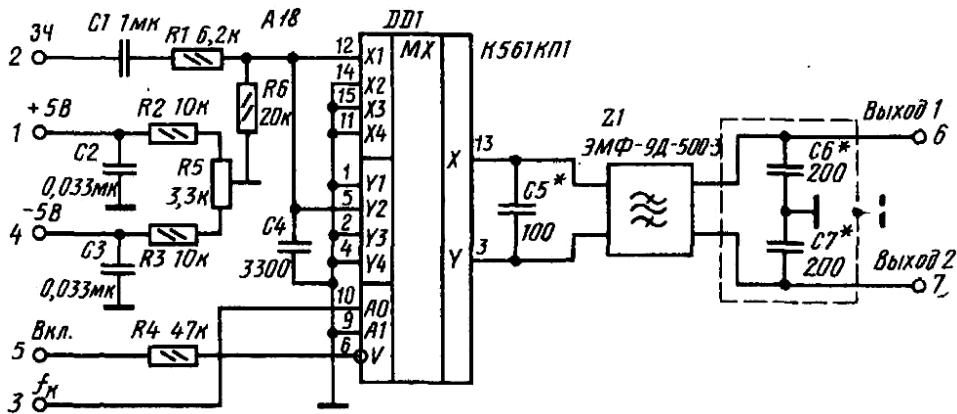 A18
DD1
MX
К561КП1
2
ЗЧ
C1 1мк
R1 6,2к
R6
20к
1
+5В
R2 10к
C2
0,033мк
R5
3,3к
4
-5В
R3 10к
C3
0,033мк
C4
3300
5
Вкл.
R4 47к
3
fк
12 X1
14 X2
15 X3
11 X4
1 Y1
5 Y2
2 Y3
4 Y4
10 A0
9 A1
6 V
X 13
Y 3
C5*
100
Z1
ЭМФ-9Д-500-3
C6*
200
C7*
200
Выход 1
6
Выход 2
7